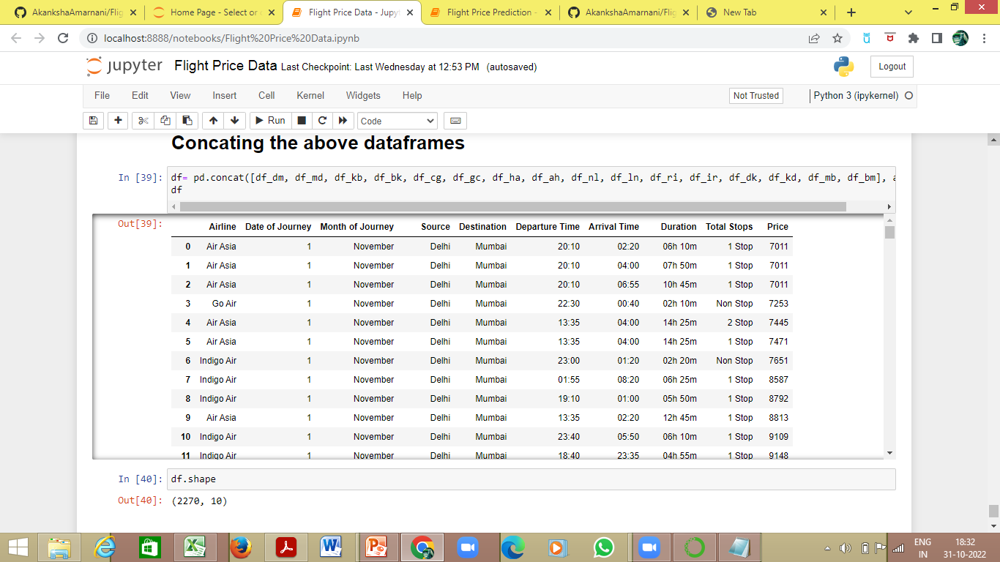 AkankshaAmarnani/Flig
Home Page - Select or
Flight Price Data - Jupy
Flight Price Prediction -
AkankshaAmarnani/Flig
New Tab
localhost:8888/notebooks/Flight%20Price%20Data.ipynb
jupyter Flight Price Data Last Checkpoint: Last Wednesday at 12:53 PM (autosaved)
Logout
File Edit View Insert Cell Kernel Widgets Help
Not Trusted
Python 3 (ipykernel)
Run
Code
Concating the above dataframes
In [39]: df= pd.concat([df_dm, df_md, df_kb, df_bk, df_cg, df_gc, df_ha, df_ah, df_nl, df_ln, df_ri, df_ir, df_dk, df_kd, df_mb, df_bm], a
df
Out[39]:
Airline Date of Journey Month of Journey Source Destination Departure Time Arrival Time Duration Total Stops Price
0 Air Asia 1 November Delhi Mumbai 20:10 02:20 06h 10m 1 Stop 7011
1 Air Asia 1 November Delhi Mumbai 20:10 04:00 07h 50m 1 Stop 7011
2 Air Asia 1 November Delhi Mumbai 20:10 06:55 10h 45m 1 Stop 7011
3 Go Air 1 November Delhi Mumbai 22:30 00:40 02h 10m Non Stop 7253
4 Air Asia 1 November Delhi Mumbai 13:35 04:00 14h 25m 2 Stop 7445
5 Air Asia 1 November Delhi Mumbai 13:35 04:00 14h 25m 1 Stop 7471
6 Indigo Air 1 November Delhi Mumbai 23:00 01:20 02h 20m Non Stop 7651
7 Indigo Air 1 November Delhi Mumbai 01:55 08:20 06h 25m 1 Stop 8587
8 Indigo Air 1 November Delhi Mumbai 19:10 01:00 05h 50m 1 Stop 8792
9 Air Asia 1 November Delhi Mumbai 13:35 02:20 12h 45m 1 Stop 8813
10 Indigo Air 1 November Delhi Mumbai 23:40 05:50 06h 10m 1 Stop 9109
11 Indigo Air 1 November Delhi Mumbai 18:40 23:35 04h 55m 1 Stop 9148
In [40]: df.shape
Out[40]: (2270, 10)
ENG 18:32
IN 31-10-2022